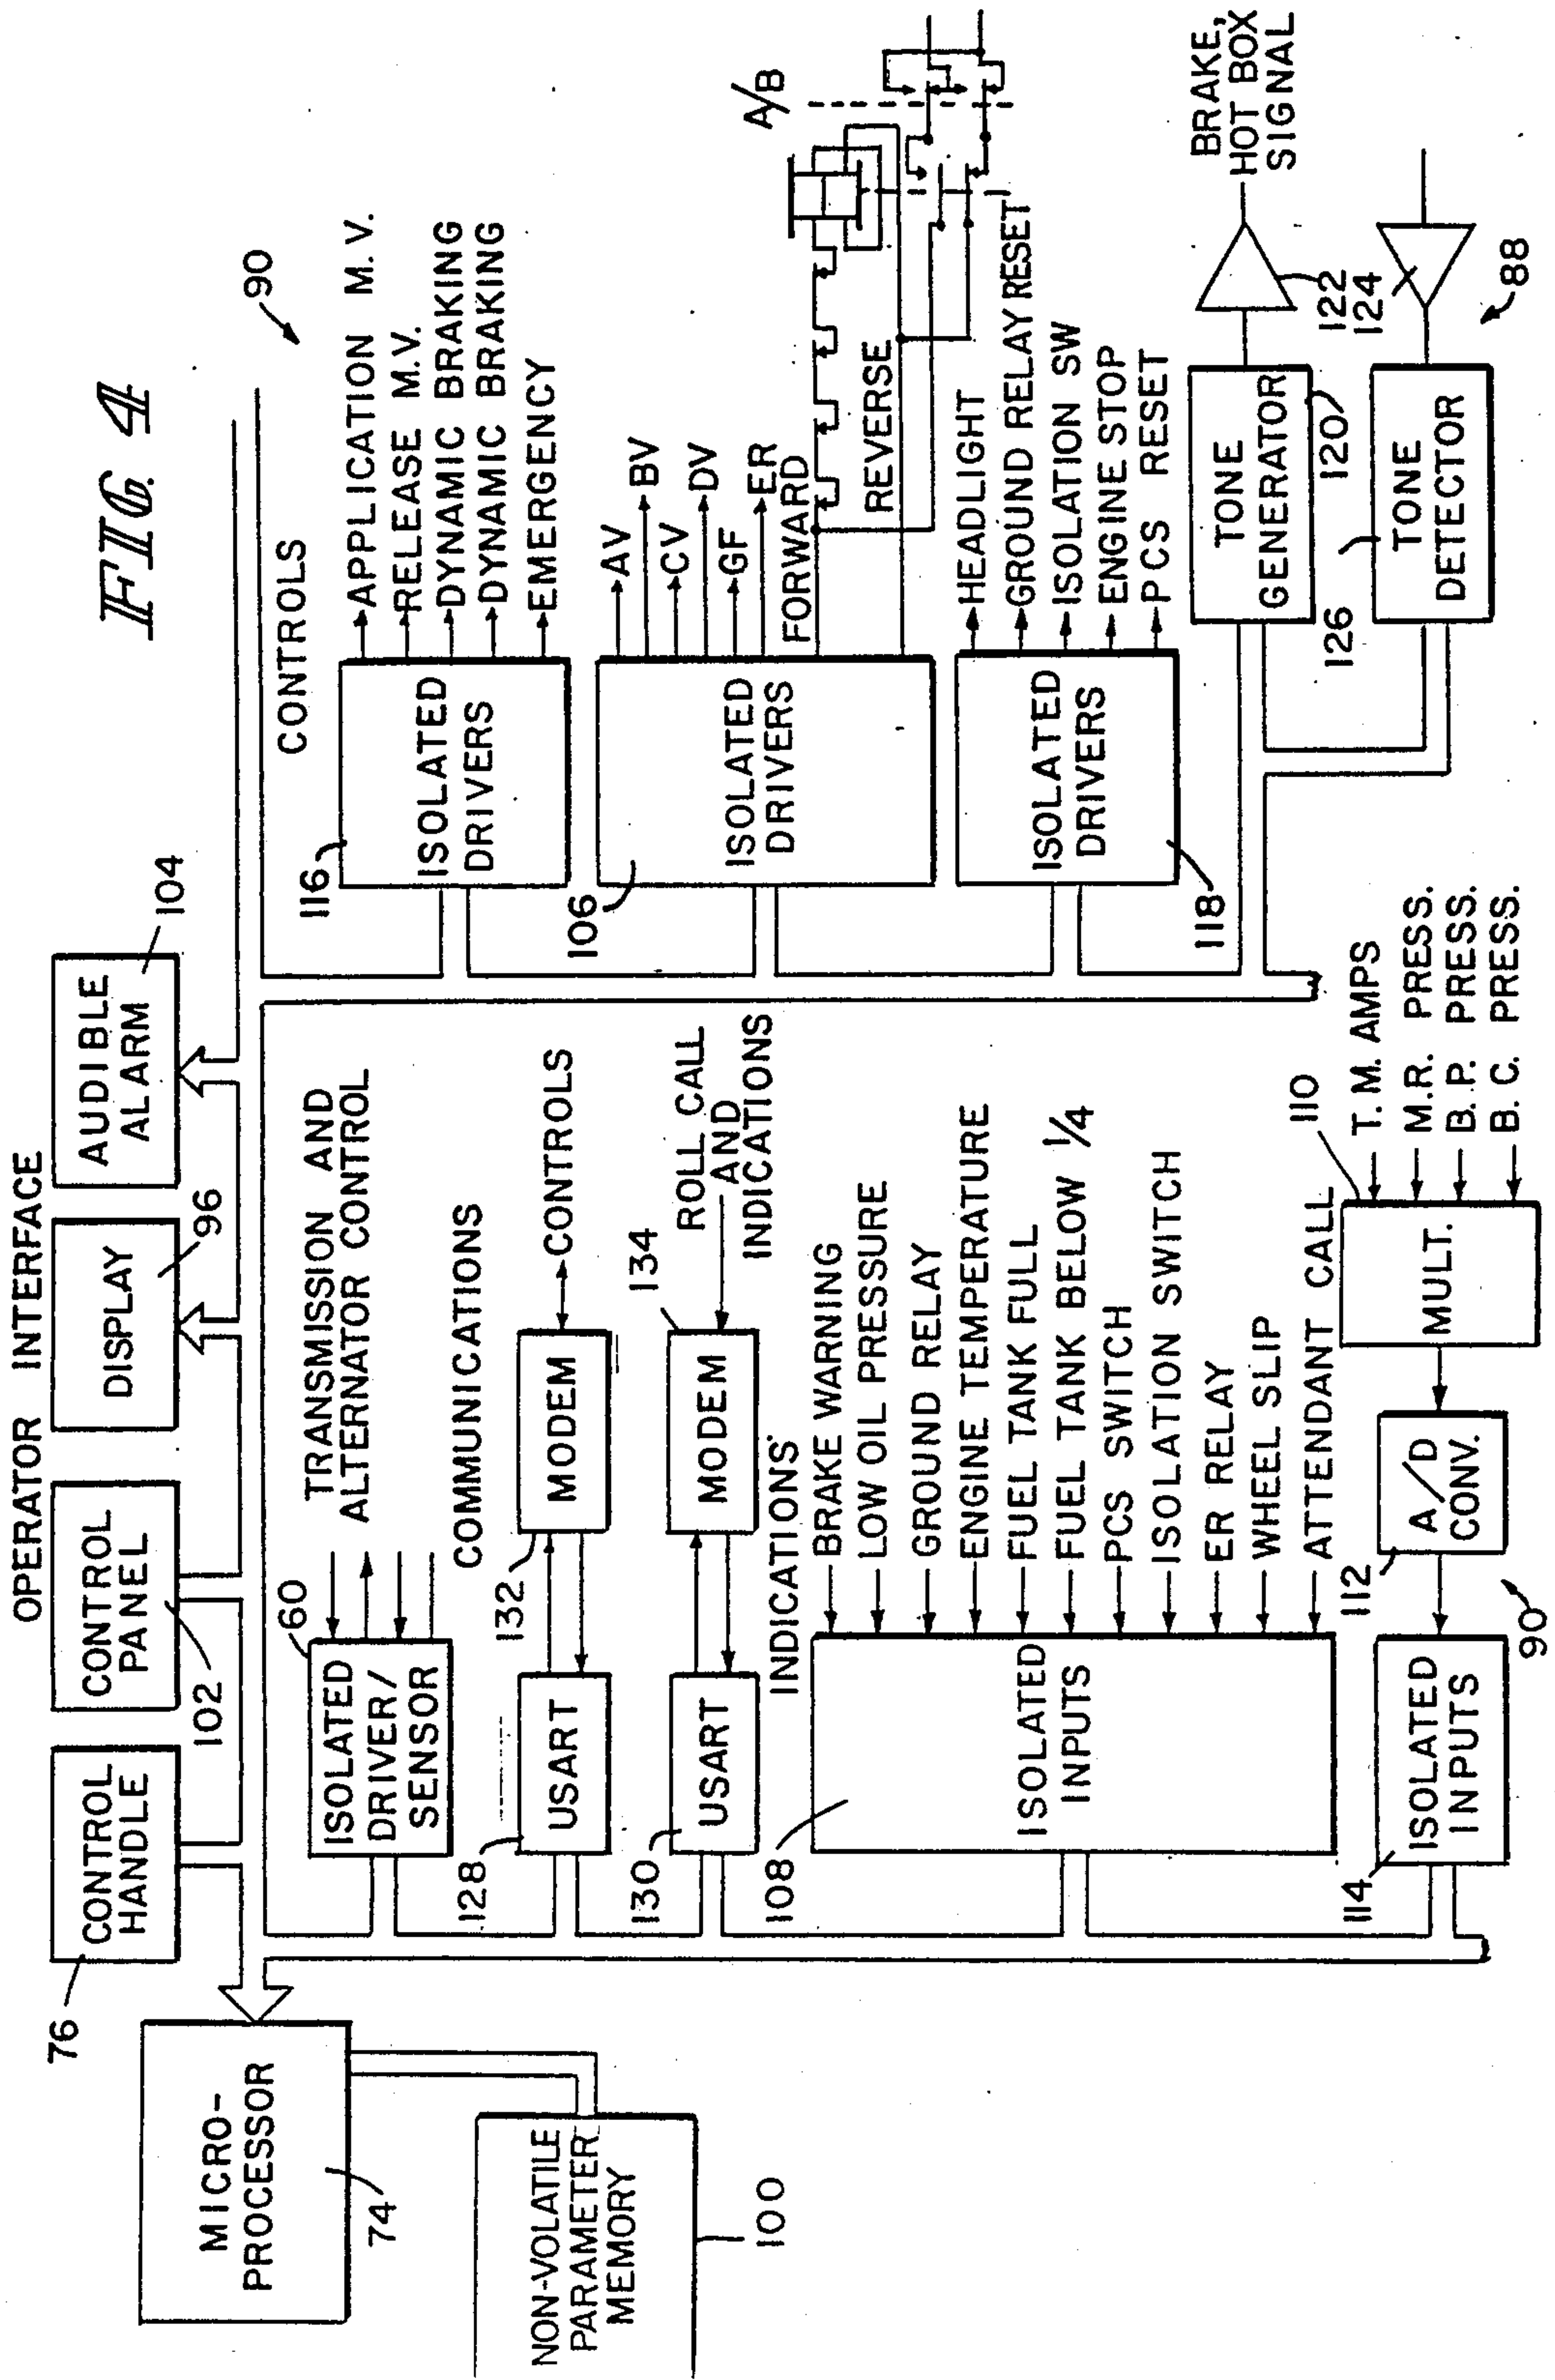 FIG. 4
OPERATOR INTERFACE
76
CONTROL
HANDLE
102
CONTROL
PANEL
DISPLAY
96
AUDIBLE
ALARM
104
90
MICRO-
PROCESSOR
74
NON-VOLATILE
PARAMETER
MEMORY
100
60
ISOLATED
DRIVER/
SENSOR
TRANSMISSION AND
ALTERNATOR CONTROL
COMMUNICATIONS
128
USART
132
MODEM
CONTROLS
130
USART
MODEM
134
ROLL CALL
AND
INDICATIONS
INDICATIONS
108
ISOLATED
INPUTS
BRAKE WARNING
LOW OIL PRESSURE
GROUND RELAY
ENGINE TEMPERATURE
FUEL TANK FULL
FUEL TANK BELOW 1/4
PCS SWITCH
ISOLATION SWITCH
ER RELAY
WHEEL SLIP
ATTENDANT CALL
114
ISOLATED
INPUTS
90
112
A/D
CONV.
MULT.
110
T.M. AMPS
M.R. PRESS.
B.P. PRESS.
B.C. PRESS.
CONTROLS
116
ISOLATED
DRIVERS
APPLICATION M.V.
RELEASE M.V.
DYNAMIC BRAKING
DYNAMIC BRAKING
EMERGENCY
106
ISOLATED
DRIVERS
AV
BV
CV
DV
GF
ER
FORWARD
REVERSE
A/B
118
ISOLATED
DRIVERS
HEADLIGHT
GROUND RELAY RESET
ISOLATION SW
ENGINE STOP
PCS RESET
TONE
GENERATOR
120
122
BRAKE,
HOT BOX
SIGNAL
126
TONE
DETECTOR
124
88